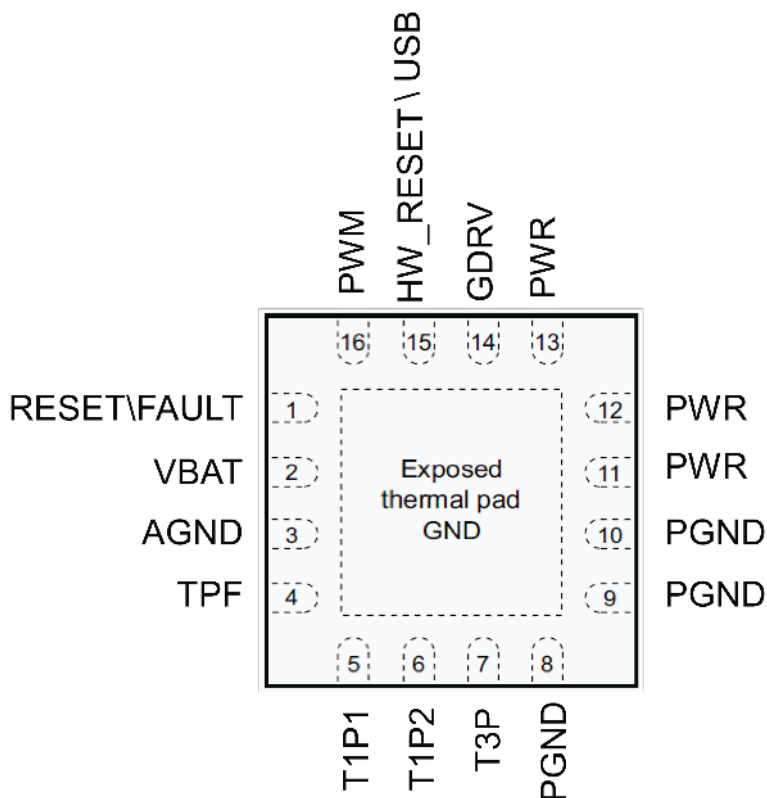 PWM
HW_RESET \ USB
GDRV
PWR
16
15
14
13
RESET\FAULT
1
VBAT
2
AGND
3
TPF
4
Exposed
thermal pad
GND
12
PWR
11
PWR
10
PGND
9
PGND
5
6
7
8
T1P1
T1P2
T3P
PGND